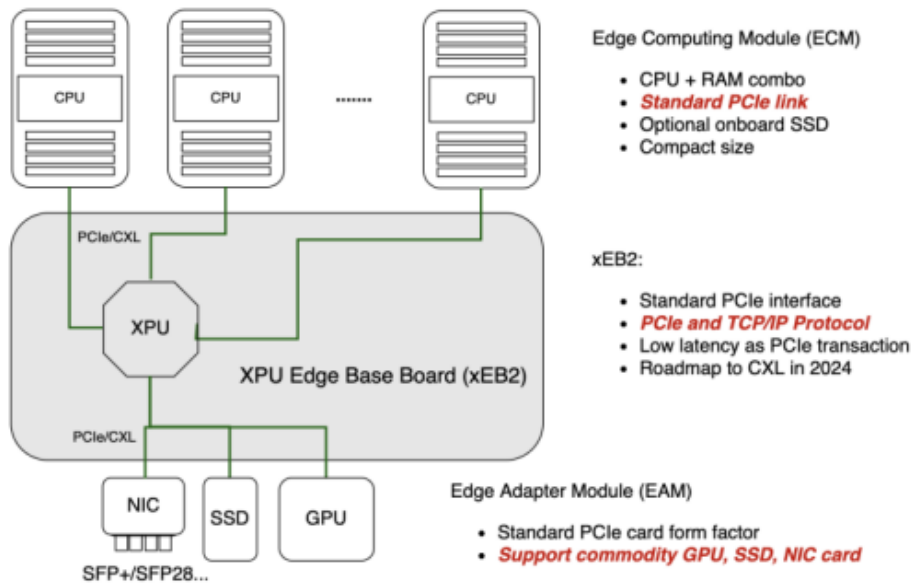 CPU
CPU
.......
CPU
Edge Computing Module (ECM)
• CPU + RAM combo
• Standard PCIe link
• Optional onboard SSD
• Compact size
PCIe/CXL
XPU
XPU Edge Base Board (xEB2)
PCIe/CXL
xEB2:
• Standard PCIe interface
• PCIe and TCP/IP Protocol
• Low latency as PCIe transaction
• Roadmap to CXL in 2024
NIC
SSD
GPU
SFP+/SFP28...
Edge Adapter Module (EAM)
• Standard PCIe card form factor
• Support commodity GPU, SSD, NIC card